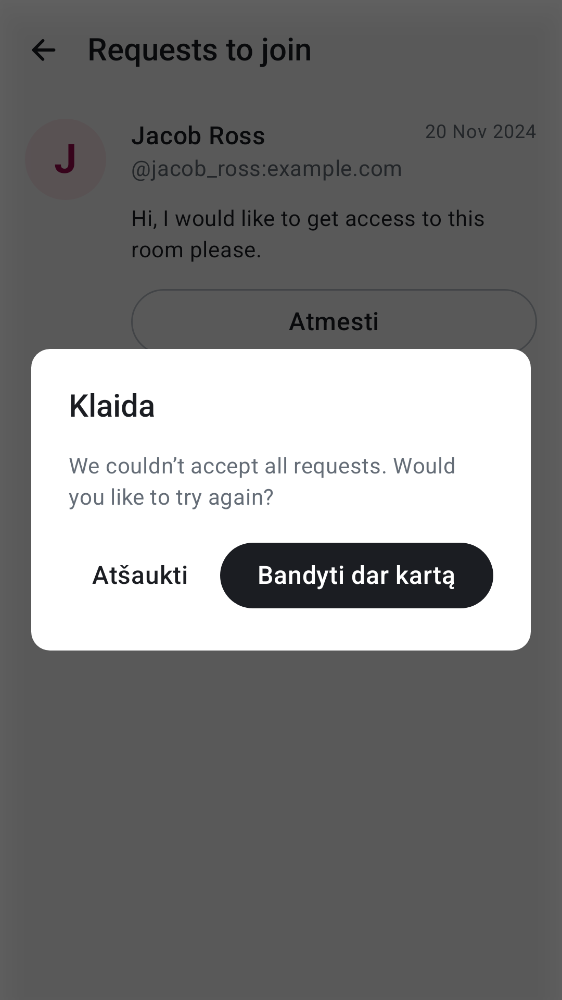 Requests to join
J
Jacob Ross
20 Nov 2024
@jacob_ross:example.com
Hi, I would like to get access to this
room please.
Atmesti
Klaida
We couldn’t accept all requests. Would
you like to try again?
Atšaukti
Bandyti dar kartą